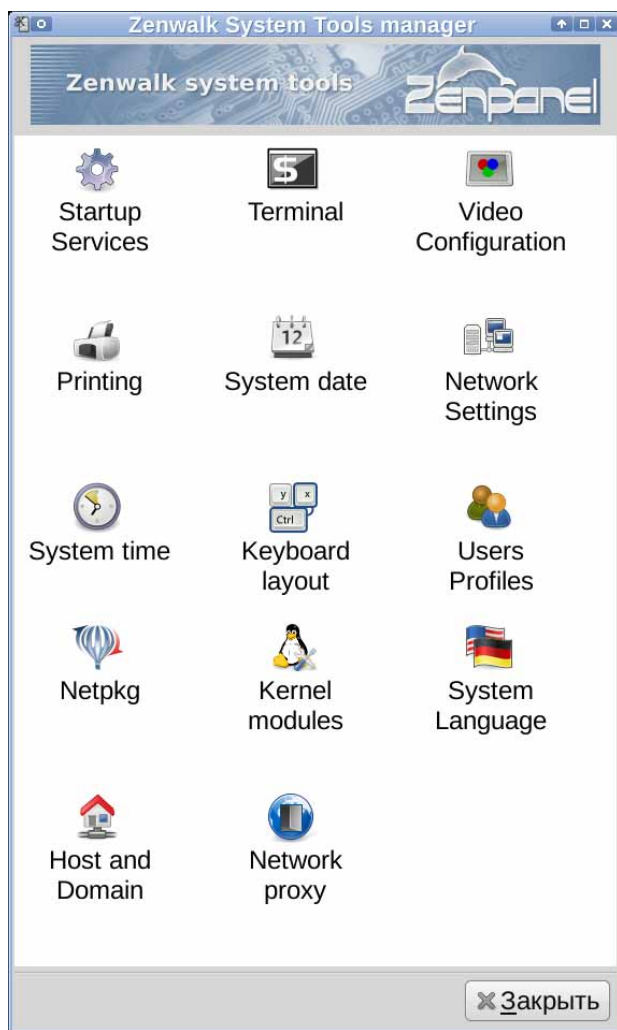 Zenwalk System Tools manager
Zenwalk system tools
Zenpanel
Startup
Services
Terminal
Video
Configuration
Printing
12
System date
Network
Settings
System time
y x
Ctrl
Keyboard
layout
Users
Profiles
Netpkg
Kernel
modules
System
Language
Host and
Domain
Network
proxy
Закрыть